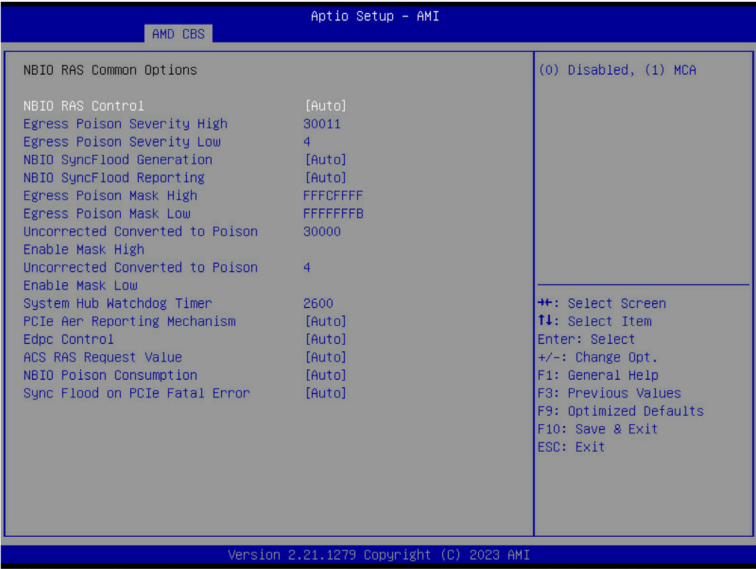 Aptio Setup - AMI
AMD CBS
NBIO RAS Common Options
(0) Disabled, (1) MCA
NBIO RAS Control [Auto]
Egress Poison Severity High 30011
Egress Poison Severity Low 4
NBIO SyncFlood Generation [Auto]
NBIO SyncFlood Reporting [Auto]
Egress Poison Mask High FFFCFFFF
Egress Poison Mask Low FFFFFFFB
Uncorrected Converted to Poison 30000
Enable Mask High
Uncorrected Converted to Poison 4
Enable Mask Low
System Hub Watchdog Timer 2600
PCIe Aer Reporting Mechanism [Auto]
Edpc Control [Auto]
ACS RAS Request Value [Auto]
NBIO Poison Consumption [Auto]
Sync Flood on PCIe Fatal Error [Auto]
→←: Select Screen
↑↓: Select Item
Enter: Select
+/-: Change Opt.
F1: General Help
F3: Previous Values
F9: Optimized Defaults
F10: Save & Exit
ESC: Exit
Version 2.21.1279 Copyright (C) 2023 AMI